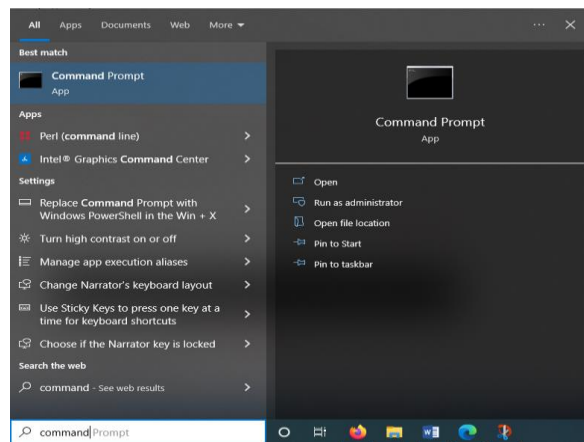 All Apps Documents Web More
Best match
Command Prompt
App
Apps
Perl (command line)
Intel® Graphics Command Center
Settings
Replace Command Prompt with
Windows PowerShell in the Win + X
Turn high contrast on or off
Manage app execution aliases
Change Narrator's keyboard layout
Use Sticky Keys to press one key at a
time for keyboard shortcuts
Choose if the Narrator key is locked
Search the web
command - See web results
command Prompt
Command Prompt
App
Open
Run as administrator
Open file location
Pin to Start
Pin to taskbar